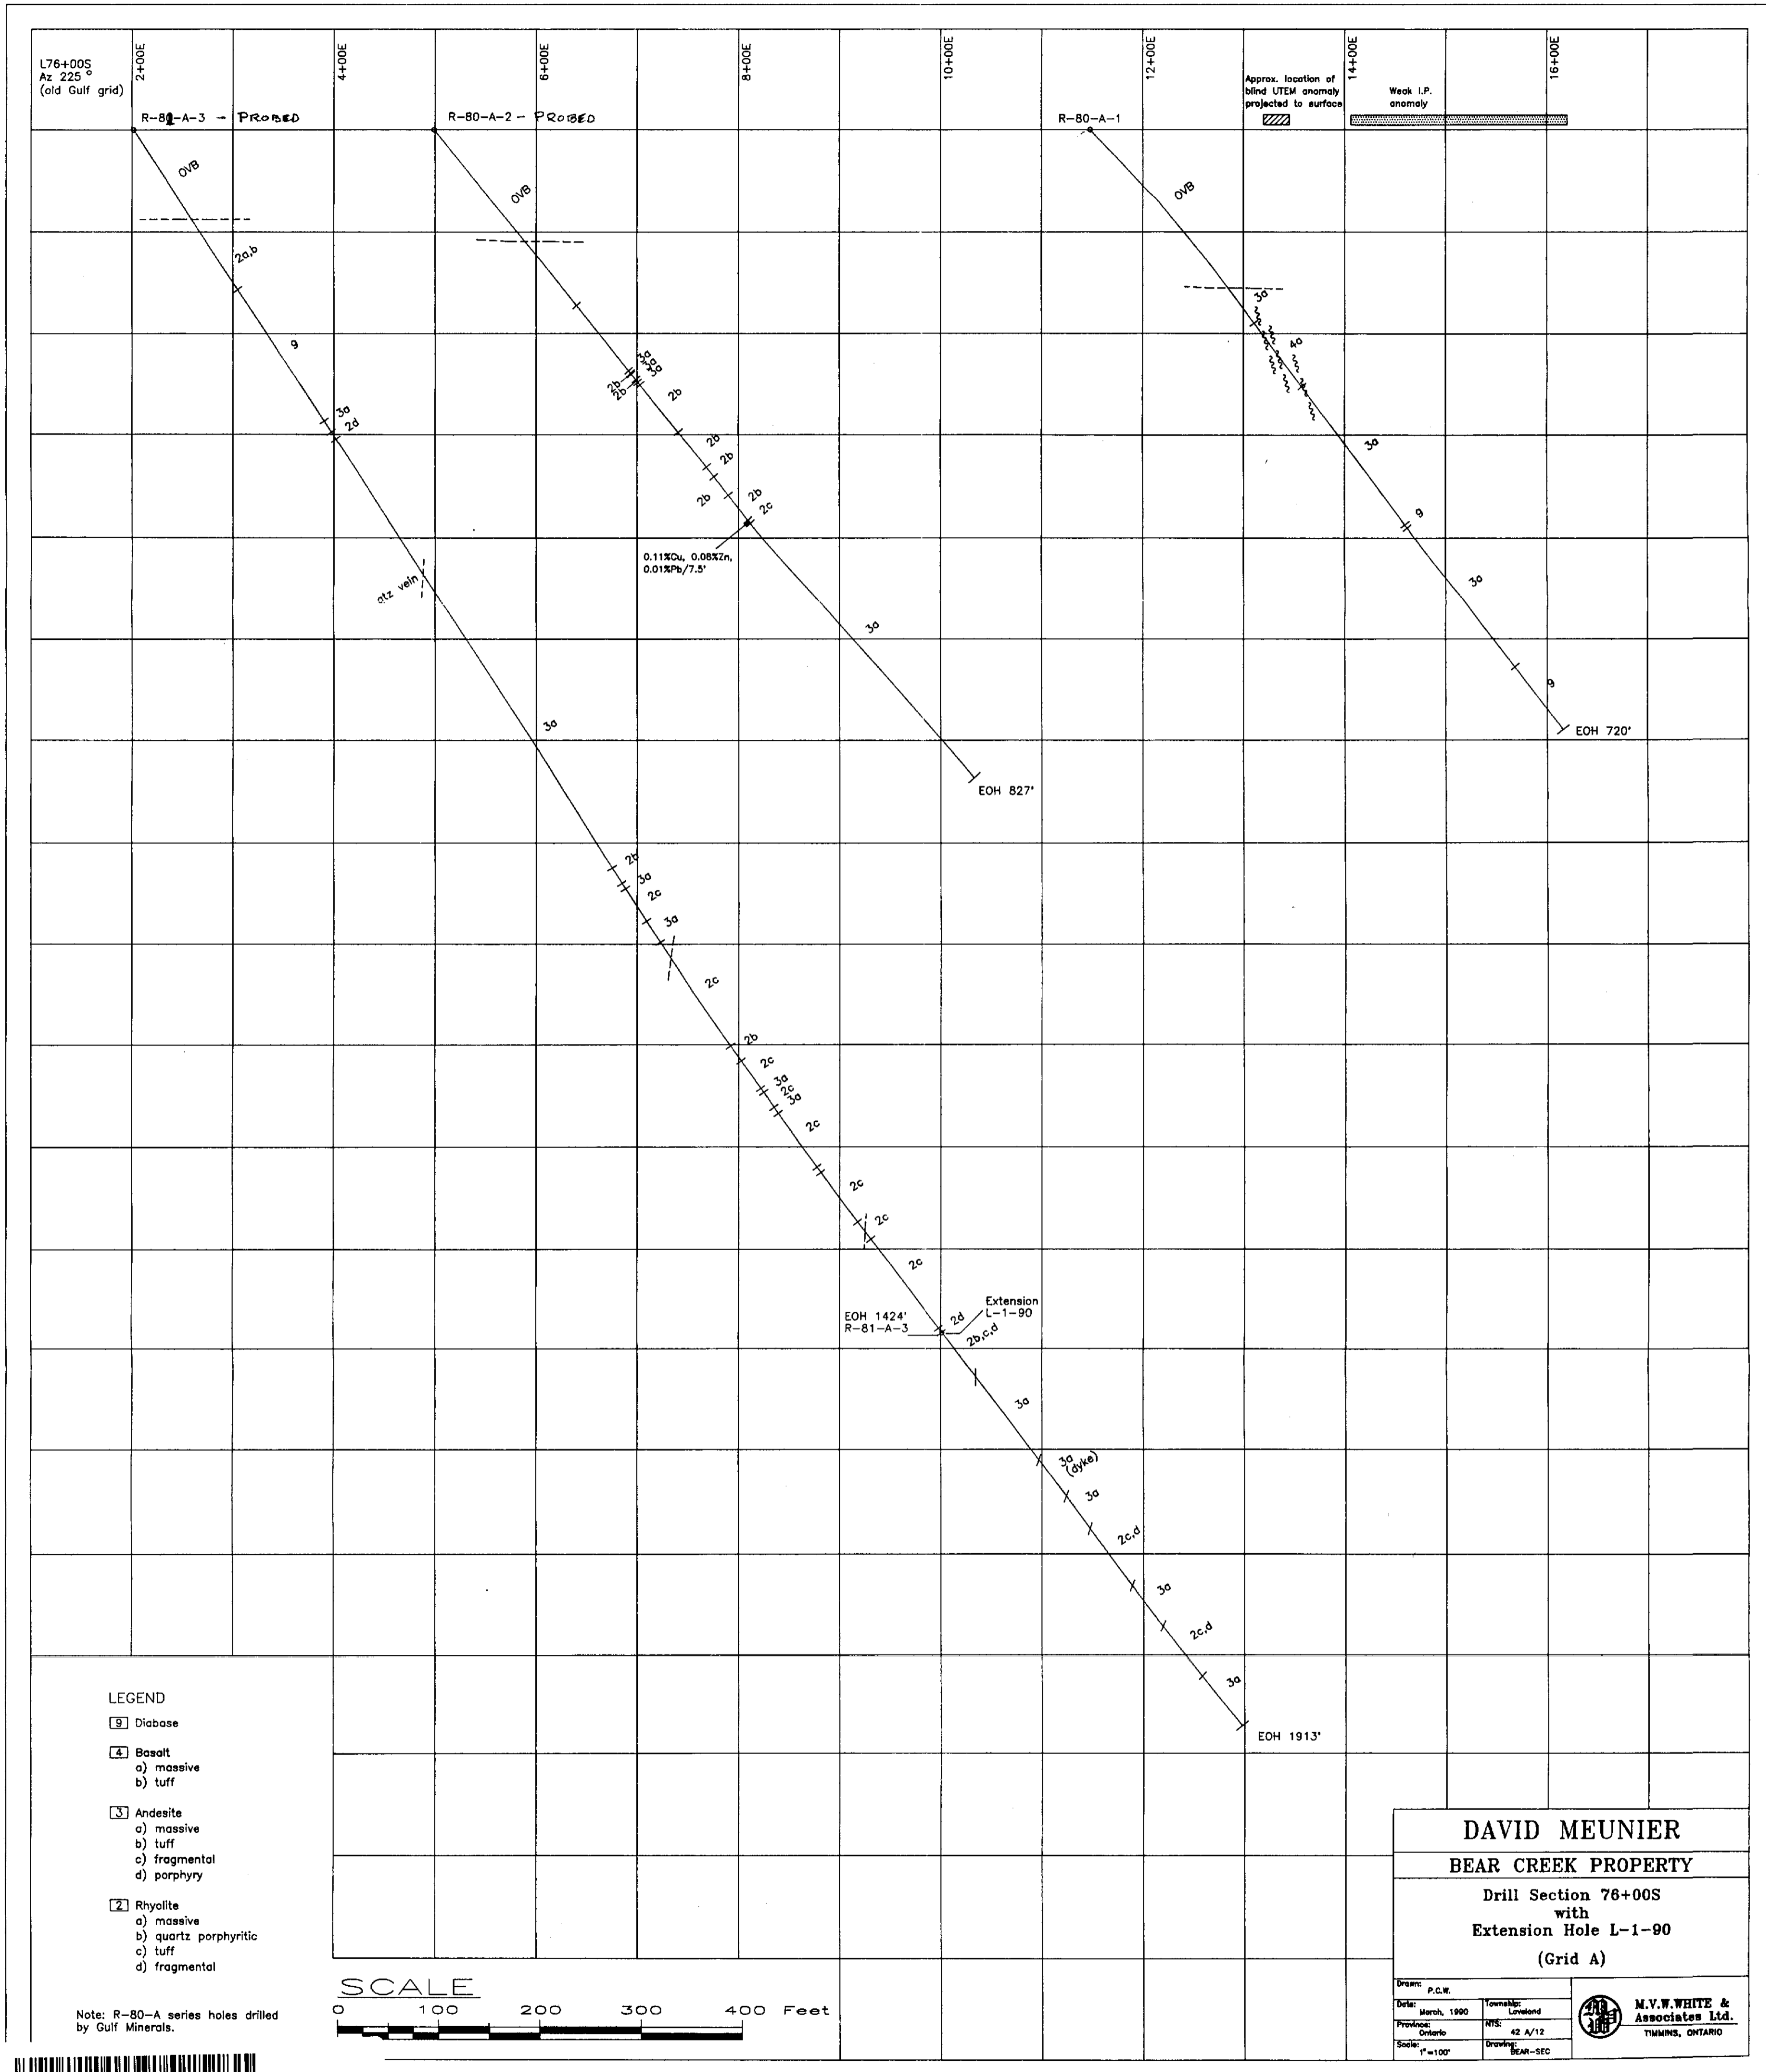 L76+00S
Az 225°
(old Gulf grid)
2+00E
4+00E
6+00E
8+00E
10+00E
12+00E
14+00E
16+00E
Approx. location of
blind UTEM anomaly
projected to surface
Weak I.P.
anomaly
R-81-A-3 - PROBED
R-80-A-2 - PROBED
R-80-A-1
OVB
OVB
OVB
2a,b
9
3a
2d
qtz vein
3a
2b
3a
2c
3a
2c
2b
2c
3a
2c
3a
2c
2c
2c
2c
2d
EOH 1424'
R-81-A-3
Extension
L-1-90
2b,c,d
3a
3a
(dyke)
3a
2c,d
3a
2c,d
3a
EOH 1913'
3a
3a
3a
2b
2b
2b
2b
2b
2b
2b
2c
0.11%Cu, 0.08%Zn,
0.01%Pb/7.5'
3a
EOH 827'
3a
4a
3a
9
3a
9
EOH 720'
LEGEND
9 Diabase
4 Basalt
a) massive
b) tuff
3 Andesite
a) massive
b) tuff
c) fragmental
d) porphyry
2 Rhyolite
a) massive
b) quartz porphyritic
c) tuff
d) fragmental
Note: R-80-A series holes drilled
by Gulf Minerals.
SCALE
0 100 200 300 400 Feet
DAVID MEUNIER
BEAR CREEK PROPERTY
Drill Section 76+00S
with
Extension Hole L-1-90
(Grid A)
Drawn:
P.C.W.
Date:
March, 1990
Township:
Loveland
Province:
Ontario
NTS:
42 A/12
Scale:
1"=100'
Drawing:
BEAR-SEC
M.V.W.WHITE &
Associates Ltd.
TIMMINS, ONTARIO